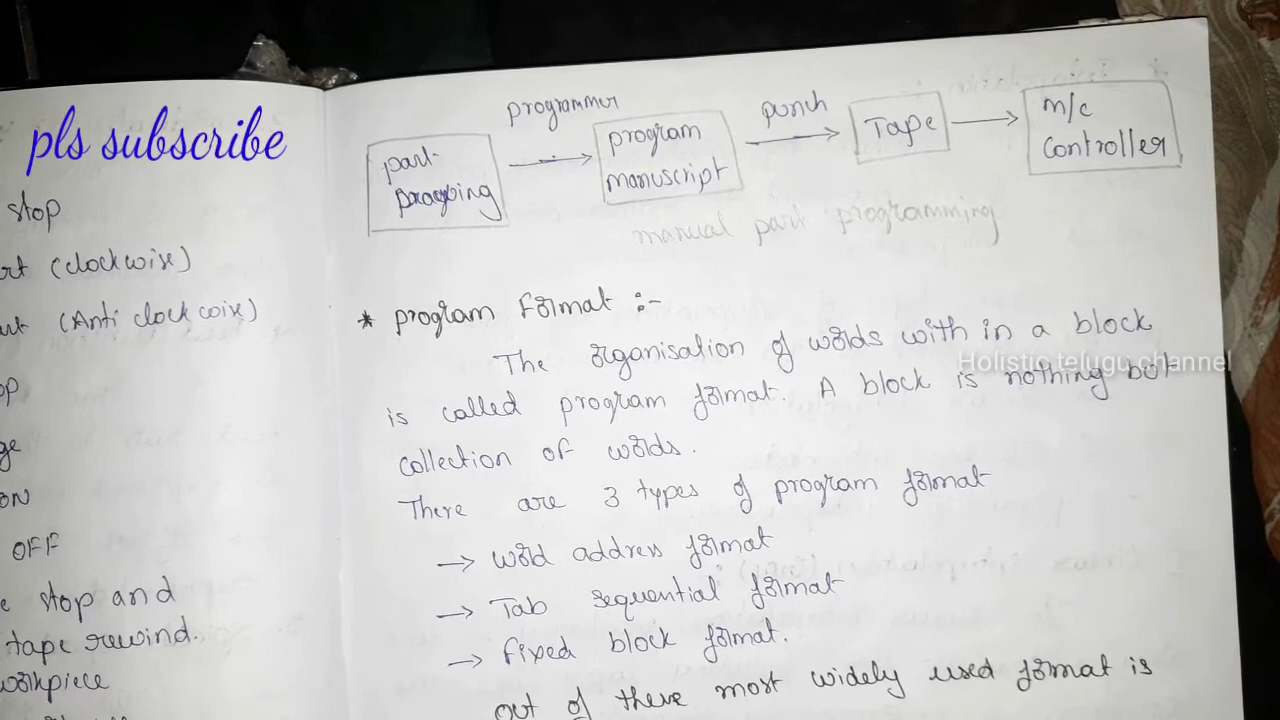 pls subscribe
stop
(clockwise)
(Anti clockwise)
ON
OFF
stop and
tape rewind.
workpiece
programmer
punch
part
program
manuscript
Tape
m/c
controller
manual part programming
* program format :-
The organisation of words with in a block
is called program format. A block is nothing but
collection of words.
There are 3 types of program format
→ word address format
→ Tab sequential format
→ Fixed block format.
out of these most widely used format is
Holistic telugu channel